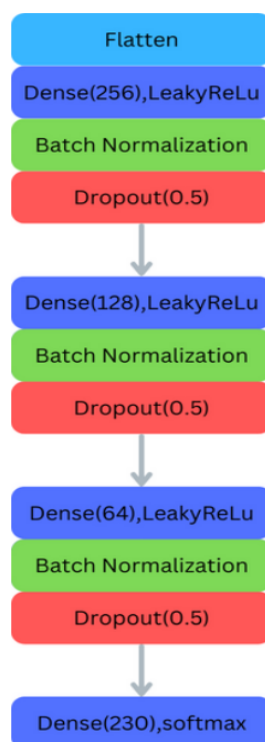 Flatten
Dense(256),LeakyReLu
Batch Normalization
Dropout(0.5)
Dense(128),LeakyReLu
Batch Normalization
Dropout(0.5)
Dense(64),LeakyReLu
Batch Normalization
Dropout(0.5)
Dense(230),softmax